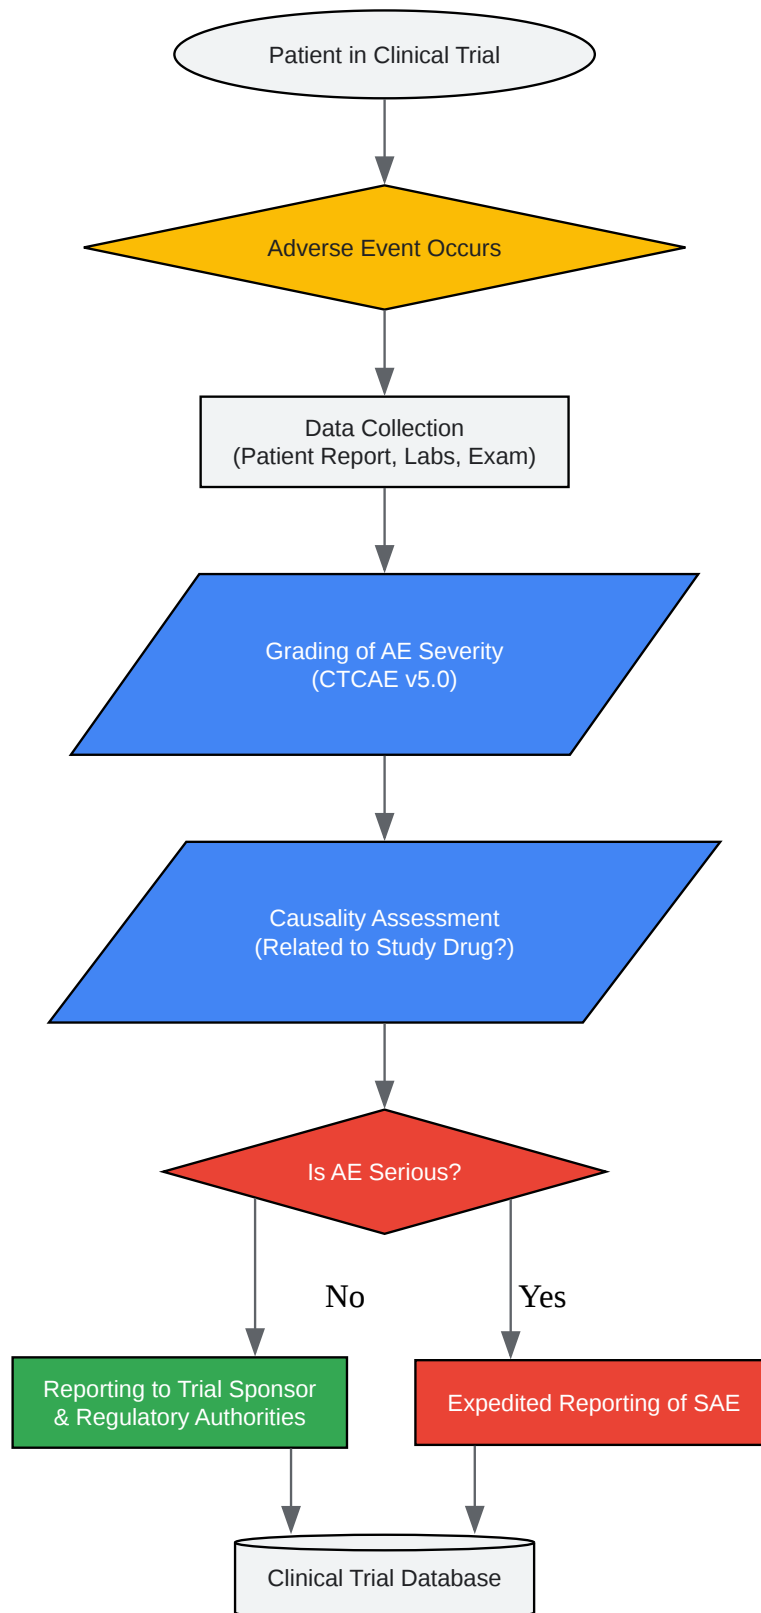 Patient in Clinical Trial
Adverse Event Occurs
Data Collection
(Patient Report, Labs, Exam)
Grading of AE Severity
(CTCAE v5.0)
Causality Assessment
(Related to Study Drug?)
Is AE Serious?
No
Yes
Reporting to Trial Sponsor
& Regulatory Authorities
Expedited Reporting of SAE
Clinical Trial Database